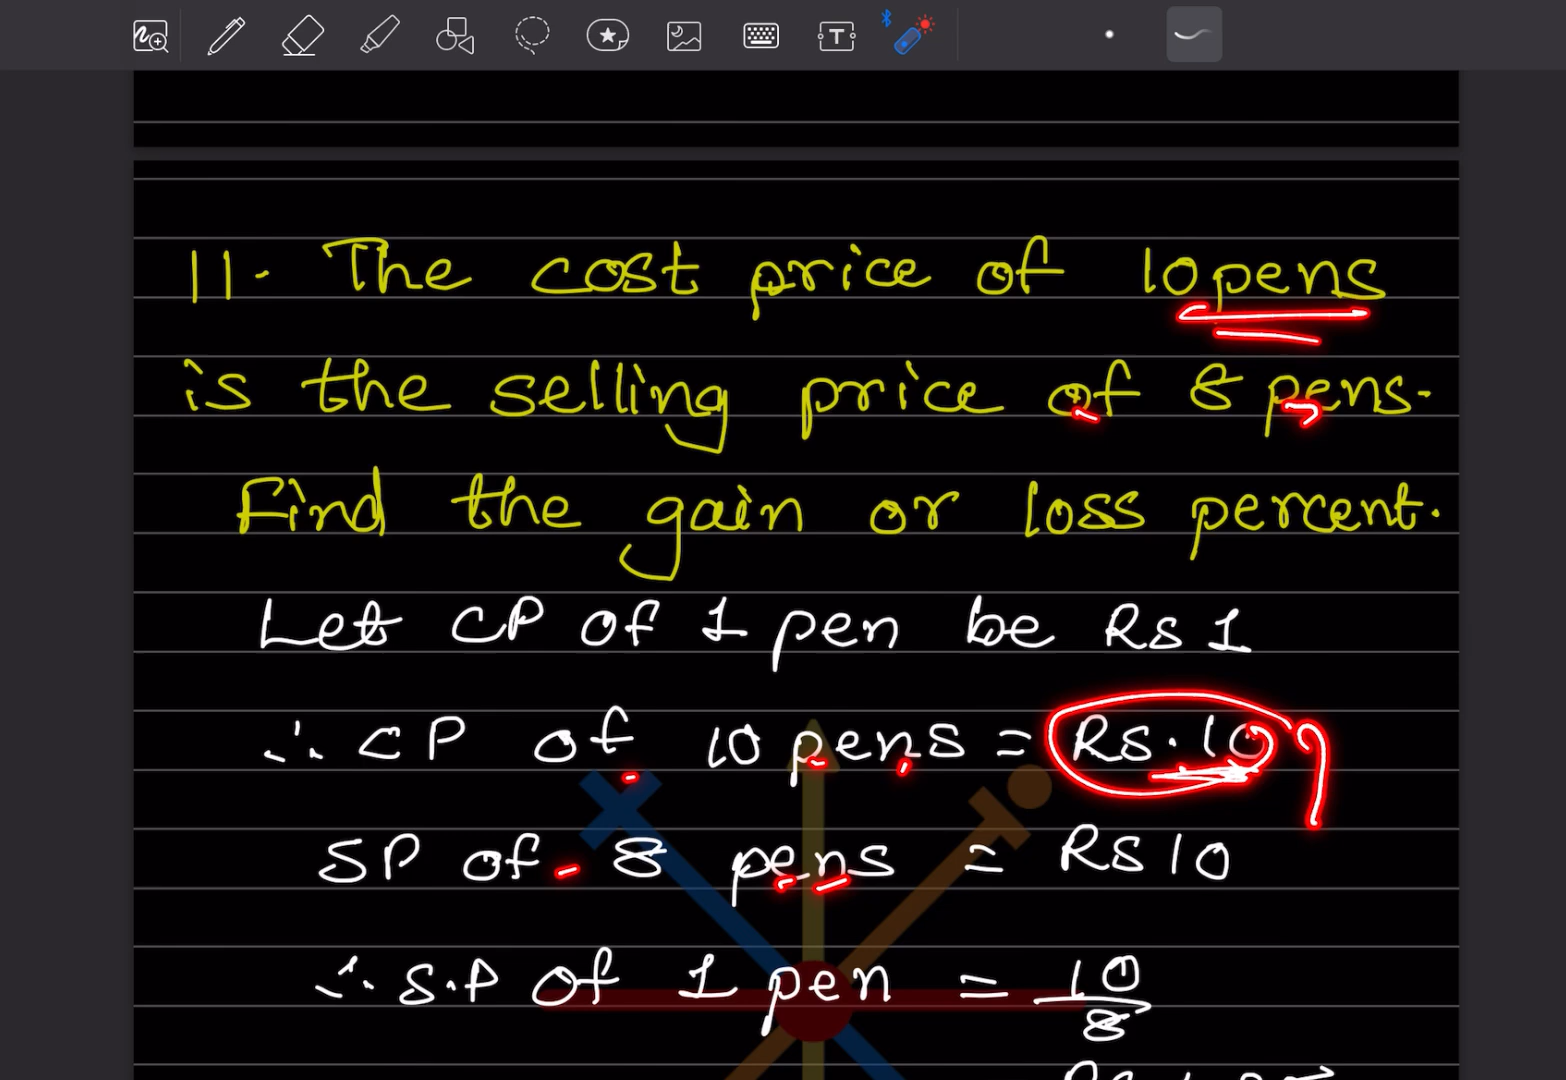 11. The cost price of 10 pens
is the selling price of 8 pens.
Find the gain or loss percent.
Let CP of 1 pen be Rs 1
∴ CP of 10 pens = Rs. 10
SP of 8 pens = RS 10
∴ S.P of 1 pen = 10/8